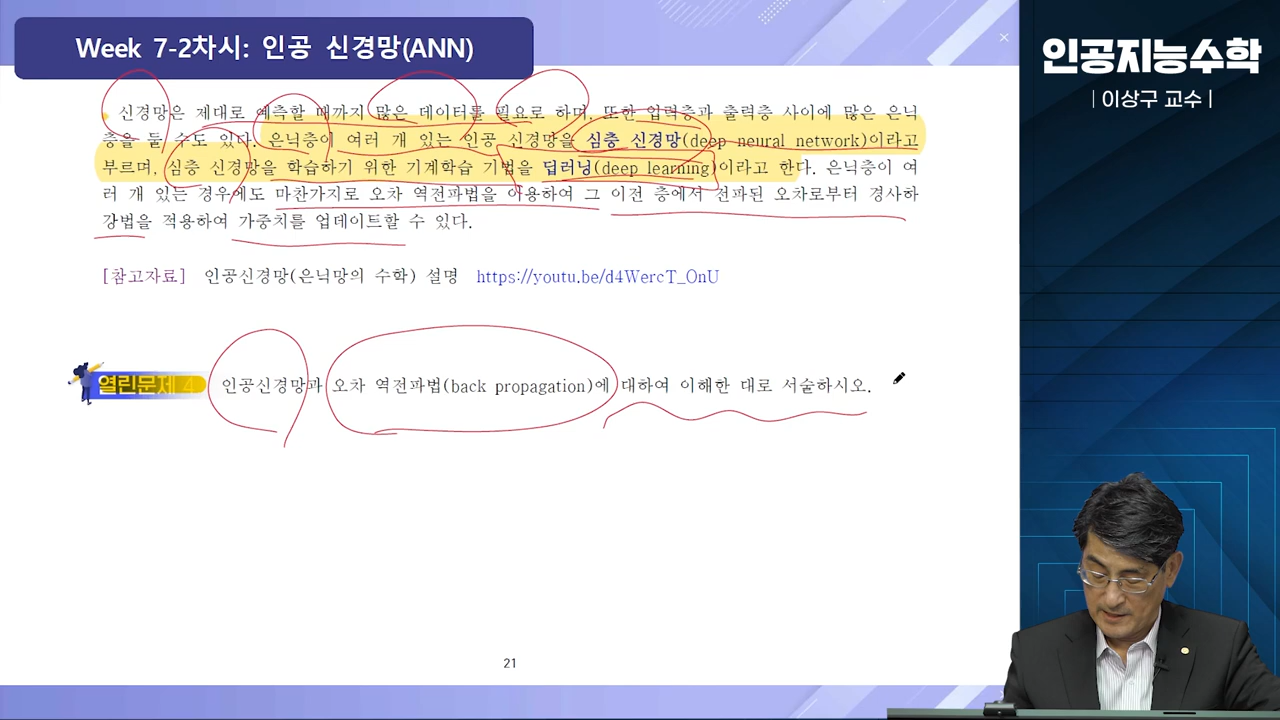 Week 7-2차시: 인공 신경망(ANN)
인공지능수학
| 이상구 교수 |
신경망은 제대로 예측할 때까지 많은 데이터를 필요로 하며, 또한 입력층과 출력층 사이에 많은 은닉
층을 둘 수도 있다. 은닉층이 여러 개 있는 인공 신경망을 심층 신경망(deep neural network)이라고
부르며, 심층 신경망을 학습하기 위한 기계학습 기법을 딥러닝(deep learning)이라고 한다. 은닉층이 여
러 개 있는 경우에도 마찬가지로 오차 역전파법을 이용하여 그 이전 층에서 전파된 오차로부터 경사하
강법을 적용하여 가중치를 업데이트할 수 있다.
[참고자료] 인공신경망(은닉망의 수학) 설명 https://youtu.be/d4WercT_OnU
열린문제 4 인공신경망과 오차 역전파법(back propagation)에 대하여 이해한 대로 서술하시오.
21